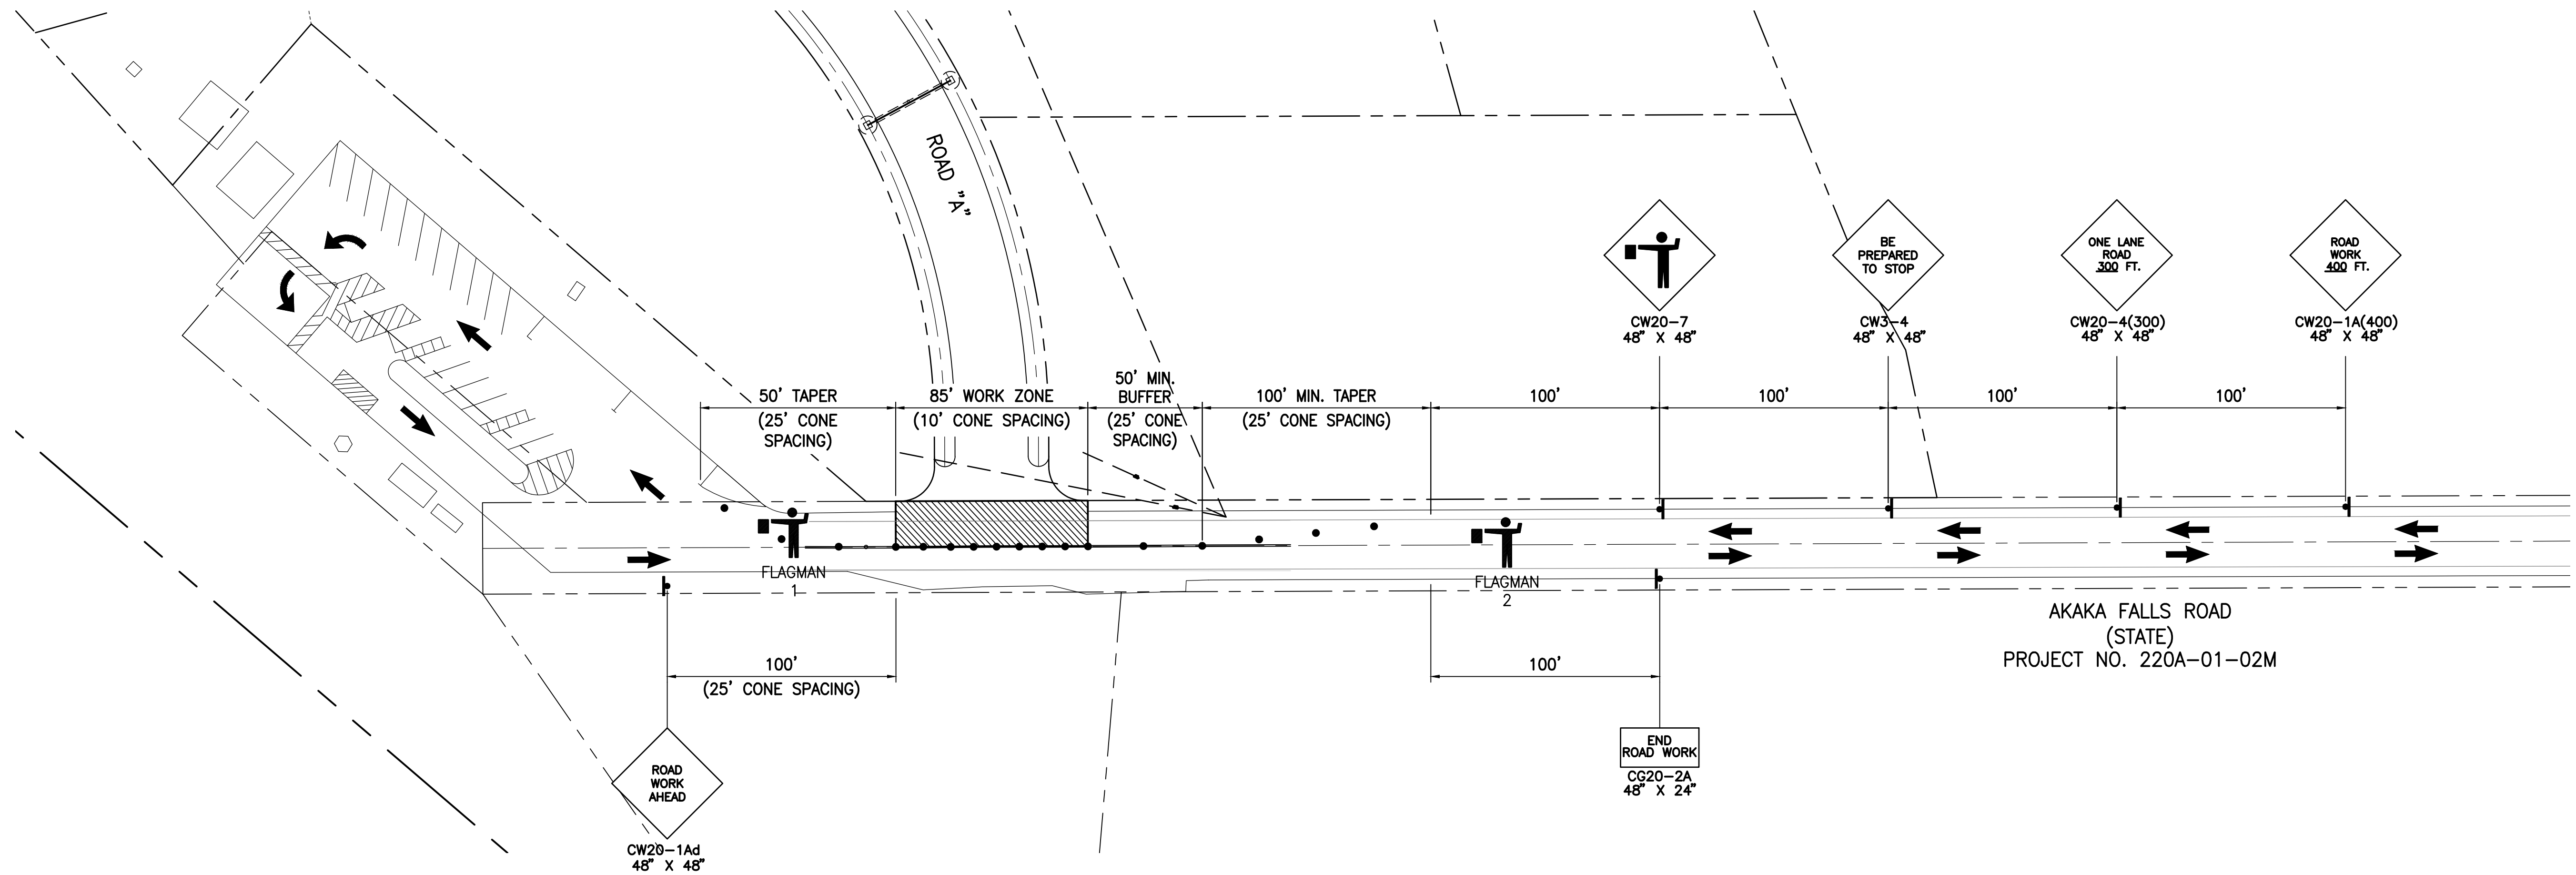 ROAD "A"
BE
PREPARED
TO STOP
ONE LANE
ROAD
300 FT.
ROAD
WORK
400 FT.
CW20-7
48" X 48"
CW3-4
48" X 48"
CW20-4(300)
48" X 48"
CW20-1A(400)
48" X 48"
50' TAPER
(25' CONE
SPACING)
85' WORK ZONE
(10' CONE SPACING)
50' MIN.
BUFFER
(25' CONE
SPACING)
100' MIN. TAPER
(25' CONE SPACING)
100'
100'
100'
100'
FLAGMAN
1
FLAGMAN
2
AKAKA FALLS ROAD
(STATE)
PROJECT NO. 220A-01-02M
100'
(25' CONE SPACING)
100'
ROAD
WORK
AHEAD
CW20-1Ad
48" X 48"
END
ROAD WORK
CG20-2A
48" X 24"